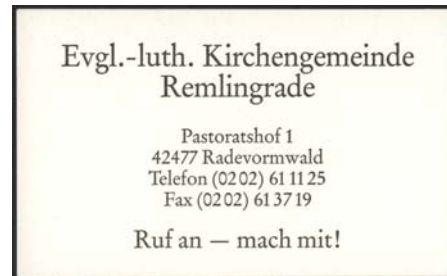 Evgl.-luth. Kirchengemeinde
Remlingrade
Pastoratshof 1
42477 Radevormwald
Telefon (02 02) 61 11 25
Fax (02 02) 61 37 19
Ruf an — mach mit!